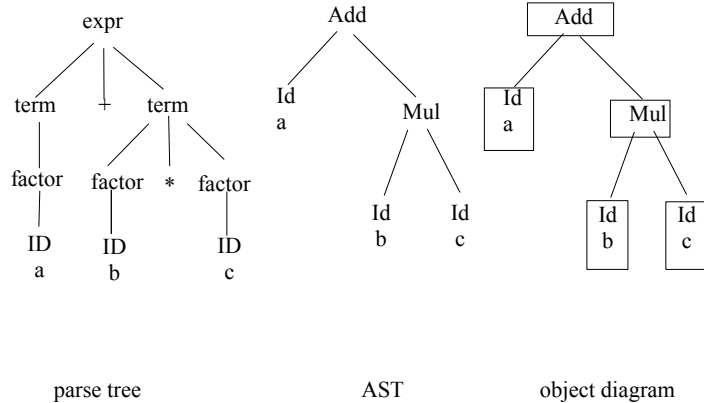 expr
term + term
factor factor * factor
ID
a
ID
b
ID
c
parse tree
Add
Id
a
Mul
Id
b
Id
c
AST
Add
Id
a
Mul
Id
b
Id
c
object diagram